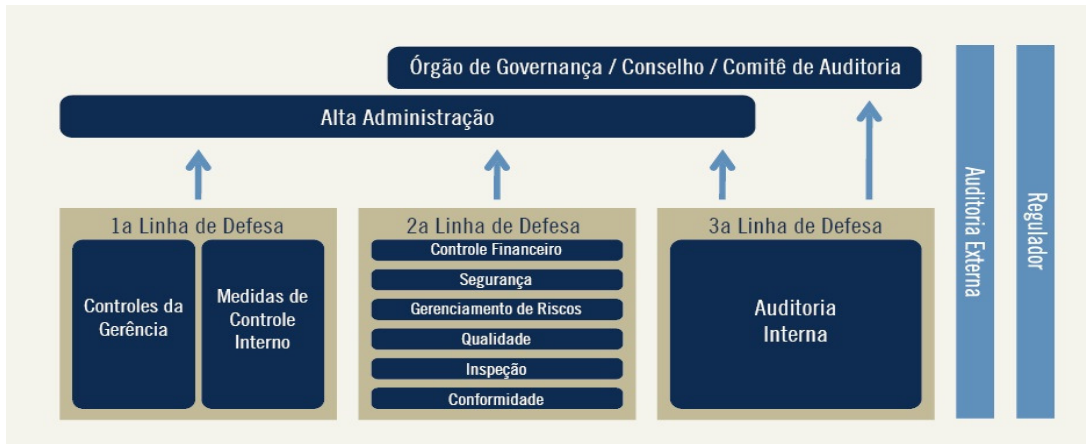 Órgão de Governança / Conselho / Comitê de Auditoria
Alta Administração
1a Linha de Defesa
Controles da
Gerência
Medidas de
Controle
Interno
2a Linha de Defesa
Controle Financeiro
Segurança
Gerenciamento de Riscos
Qualidade
Inspeção
Conformidade
3a Linha de Defesa
Auditoria
Interna
Auditoria Externa
Regulador